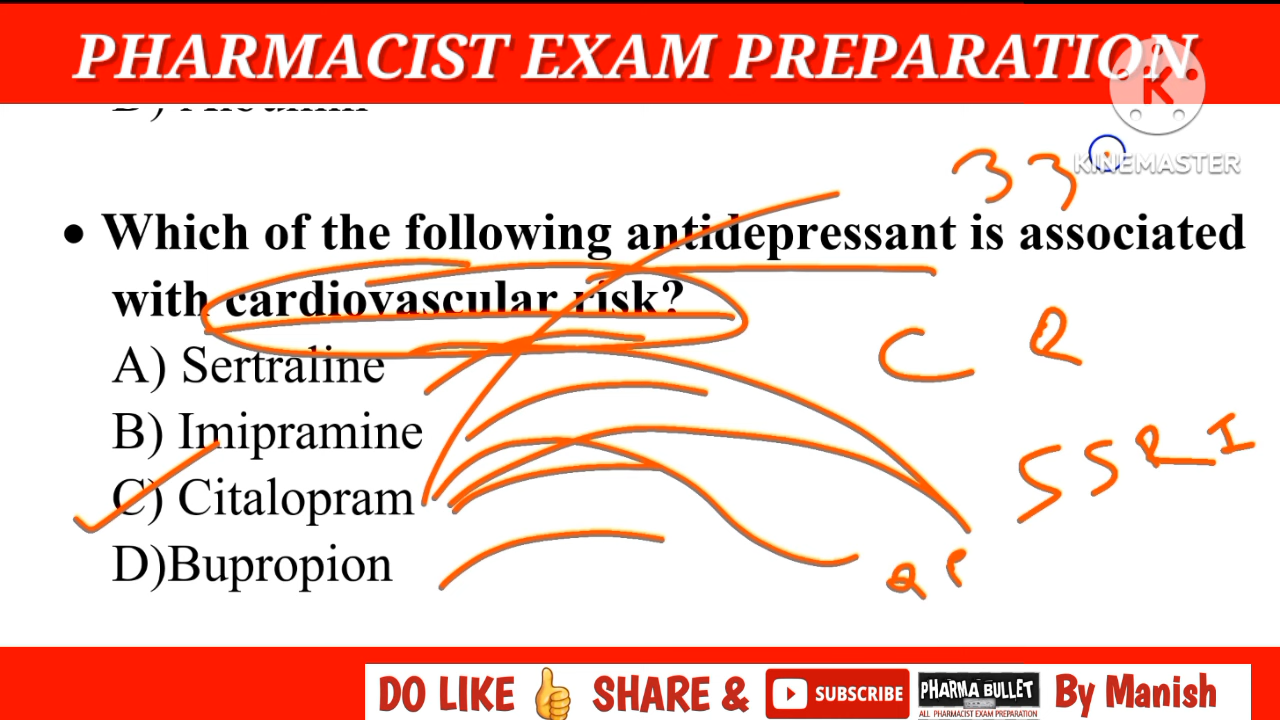 PHARMACIST EXAM PREPARATION
KINEMASTER
33
• Which of the following antidepressant is associated
with cardiovascular risk?
A) Sertraline
B) Imipramine
C) Citalopram
D)Bupropion
C R
SSRI
DO LIKE SHARE & SUBSCRIBE PHARMA BULLET By Manish
ALL PHARMACIST EXAM PREPARATION